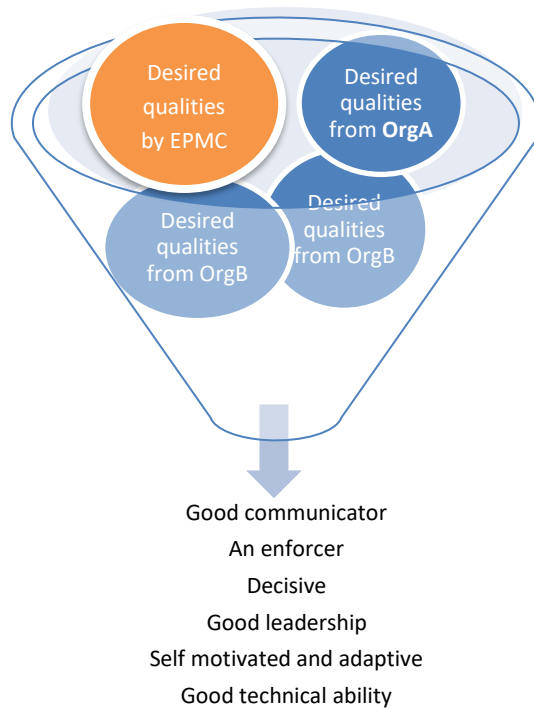 Desired
qualities
by EPMC
Desired
qualities
from OrgA
Desired
qualities
from OrgB
Desired
qualities
from OrgB
Good communicator
An enforcer
Decisive
Good leadership
Self motivated and adaptive
Good technical ability